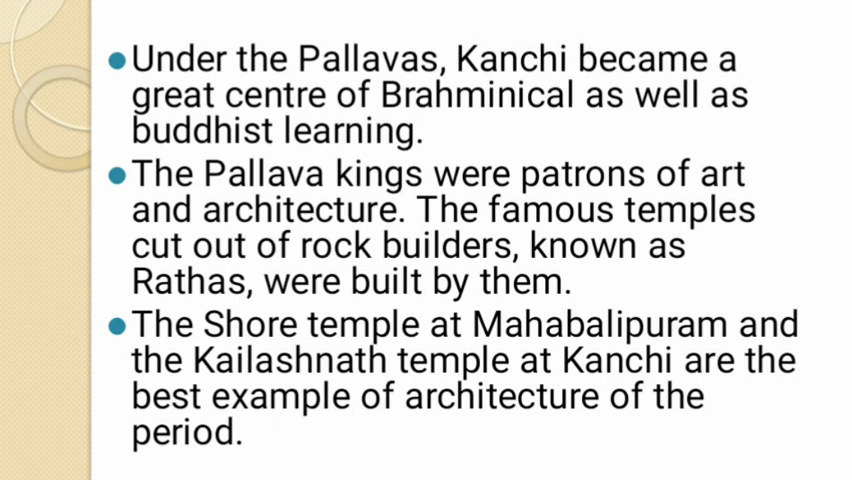 Under the Pallavas, Kanchi became a
great centre of Brahminical as well as
buddhist learning.
The Pallava kings were patrons of art
and architecture. The famous temples
cut out of rock builders, known as
Rathas, were built by them.
The Shore temple at Mahabalipuram and
the Kailashnath temple at Kanchi are the
best example of architecture of the
period.